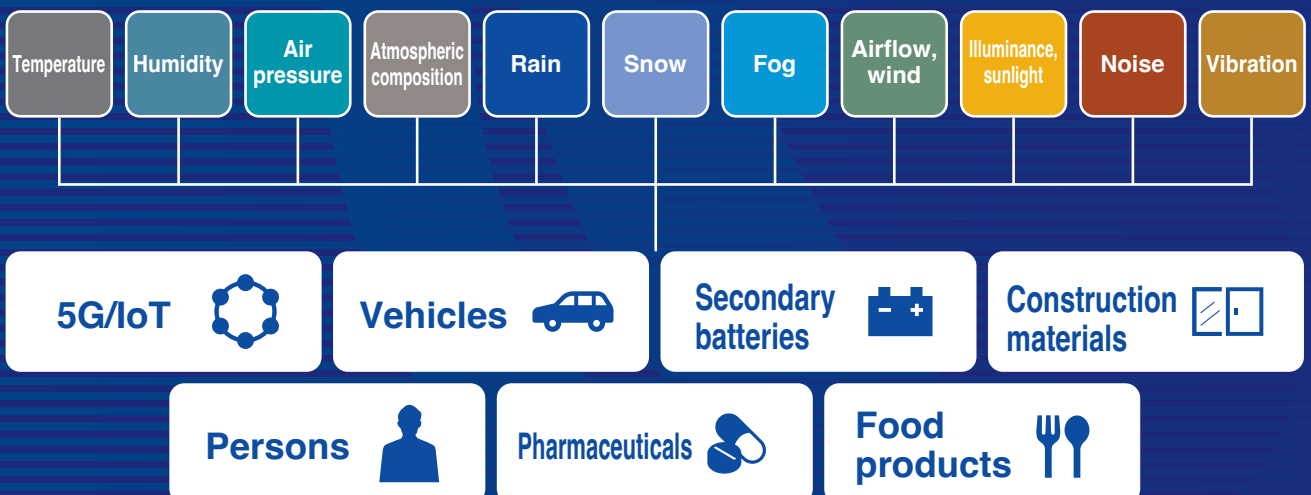 Temperature
Humidity
Air
pressure
Atmospheric
composition
Rain
Snow
Fog
Airflow,
wind
Illuminance,
sunlight
Noise
Vibration
5G/IoT
Vehicles
Secondary
batteries
Construction
materials
Persons
Pharmaceuticals
Food
products